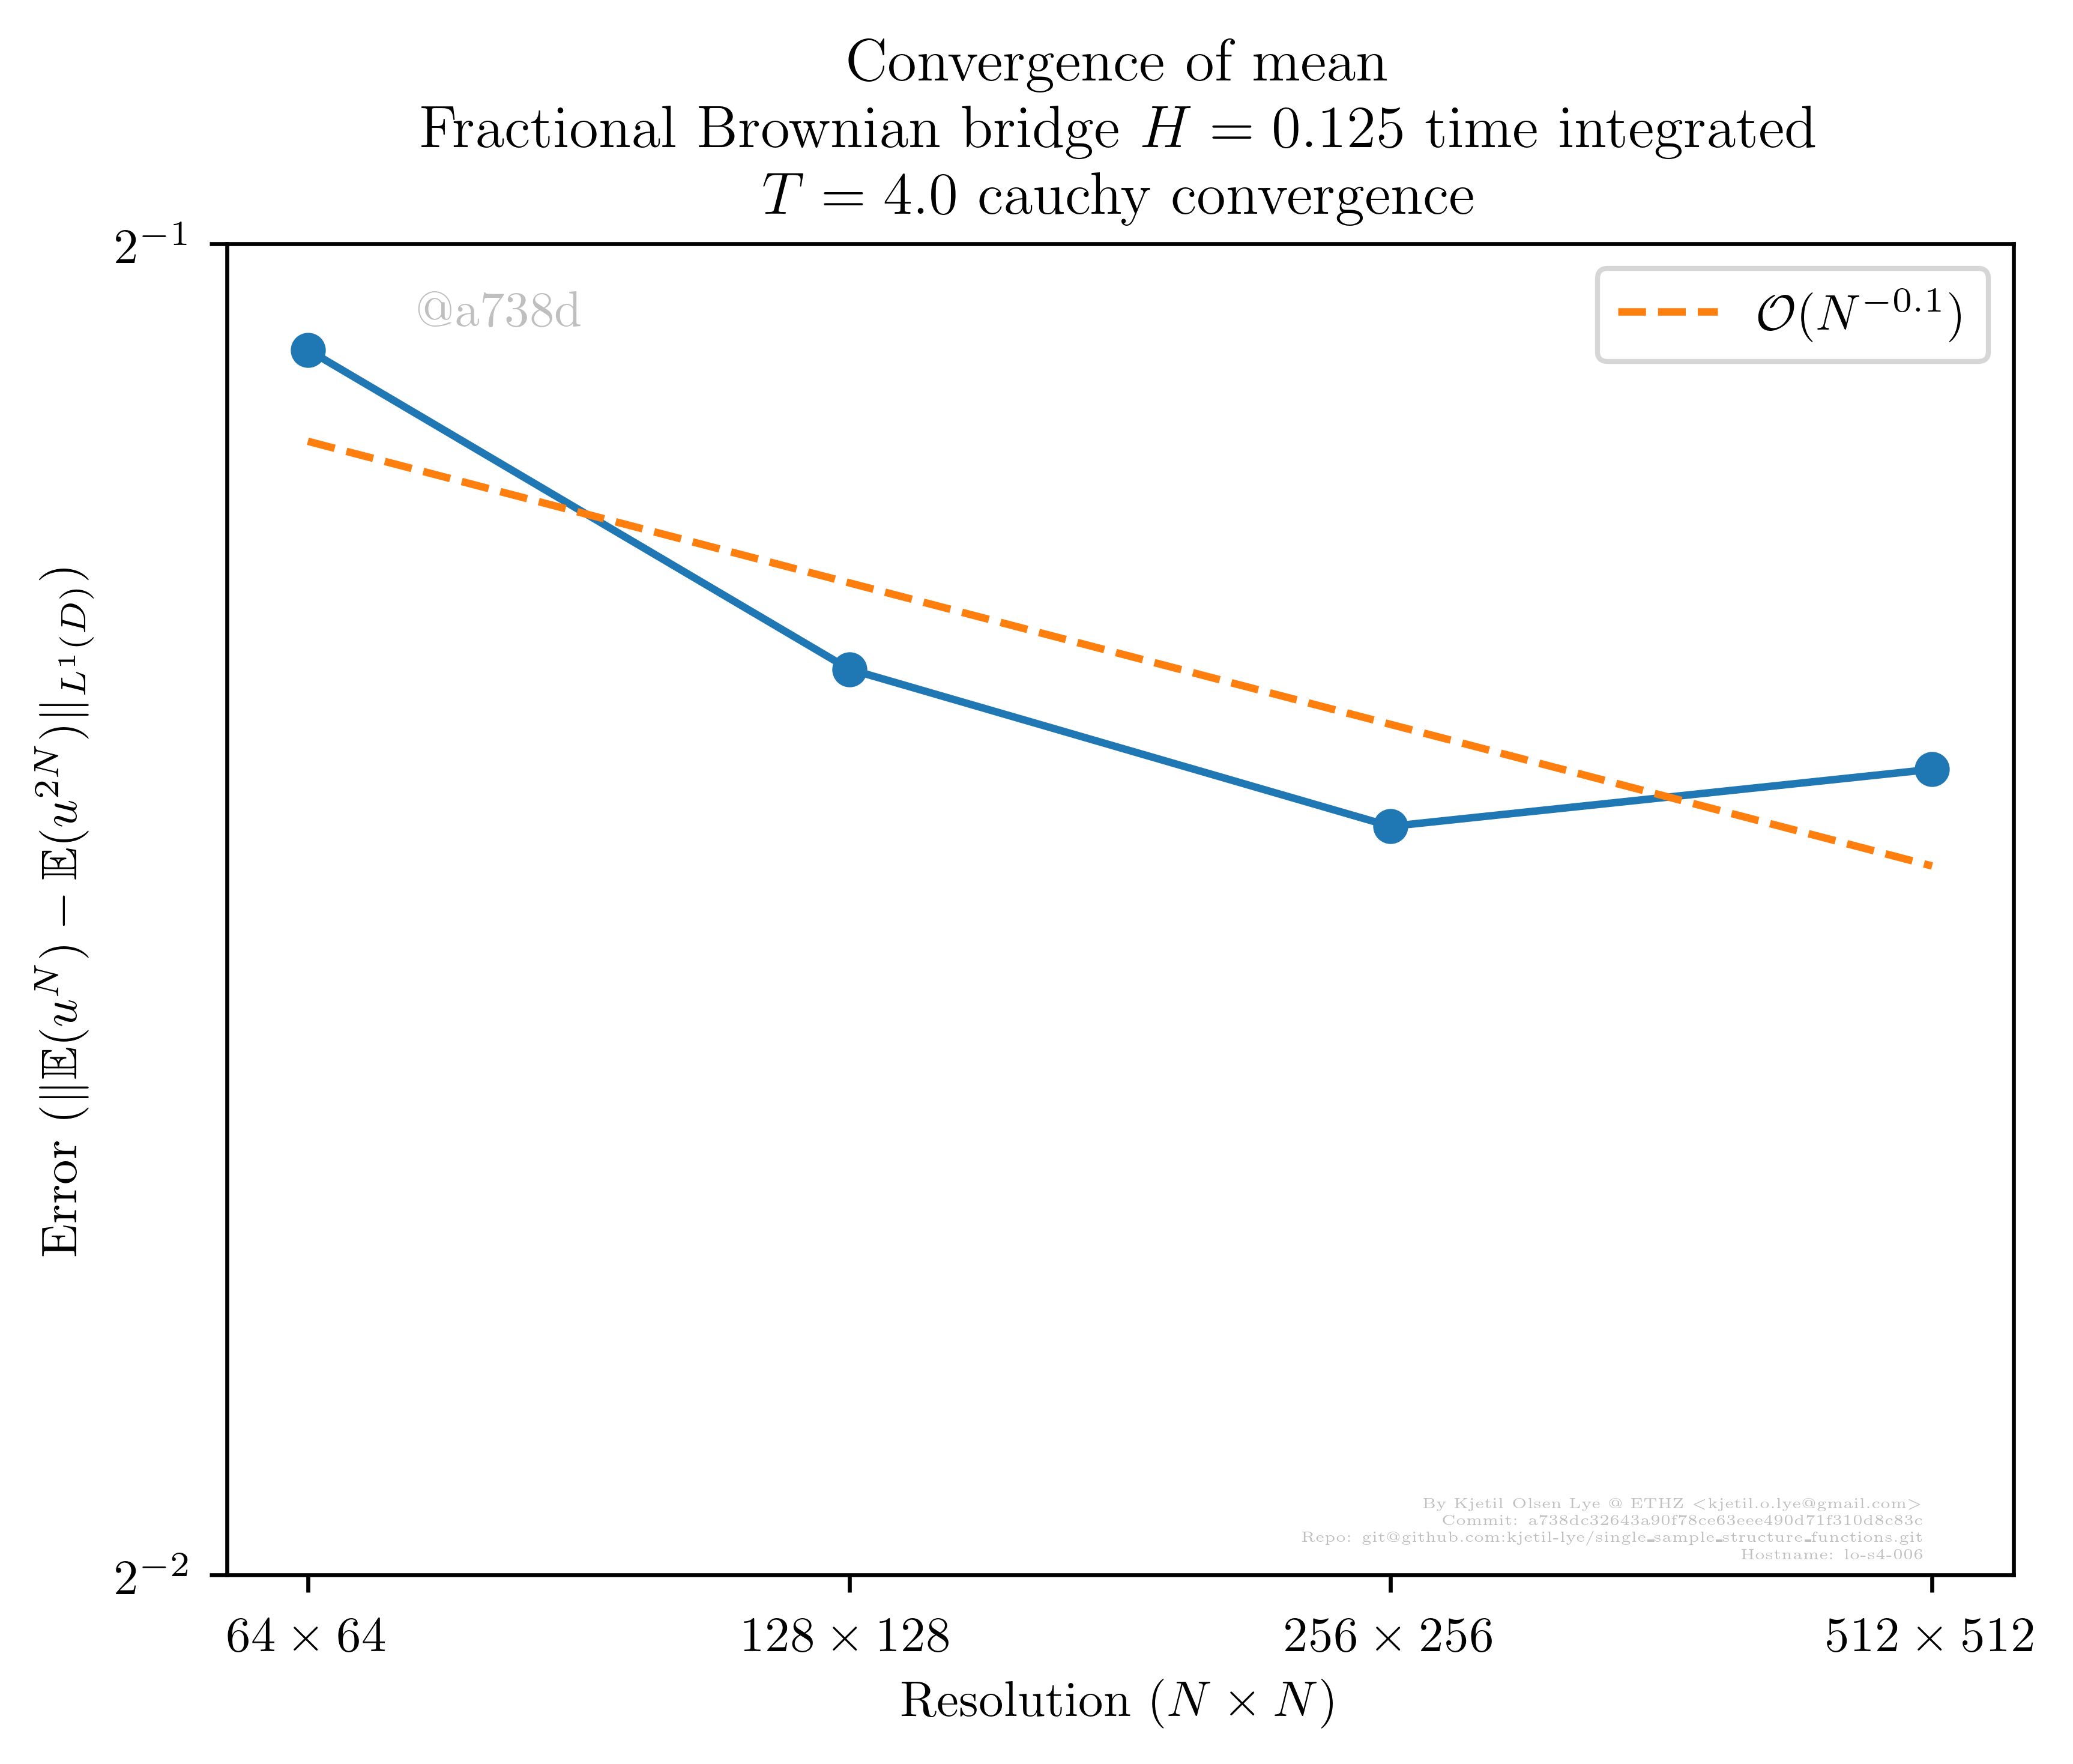 Convergence of mean
Fractional Brownian bridge H = 0.125 time integrated
T = 4.0 cauchy convergence
2⁻¹
@a738d
𝒪(N⁻⁰·¹)
Error (||𝔼(u^N) − 𝔼(u^{2N})||_{L¹(D)})
By Kjetil Olsen Lye @ ETHZ <kjetil.o.lye@gmail.com>
Commit: a738dc32643a90f78ce63eee490d71f310d8c83c
Repo: git@github.com:kjetil-lye/single_sample_structure_functions.git
Hostname: lo-s4-006
2⁻²
64 × 64 128 × 128 256 × 256 512 × 512
Resolution (N × N)